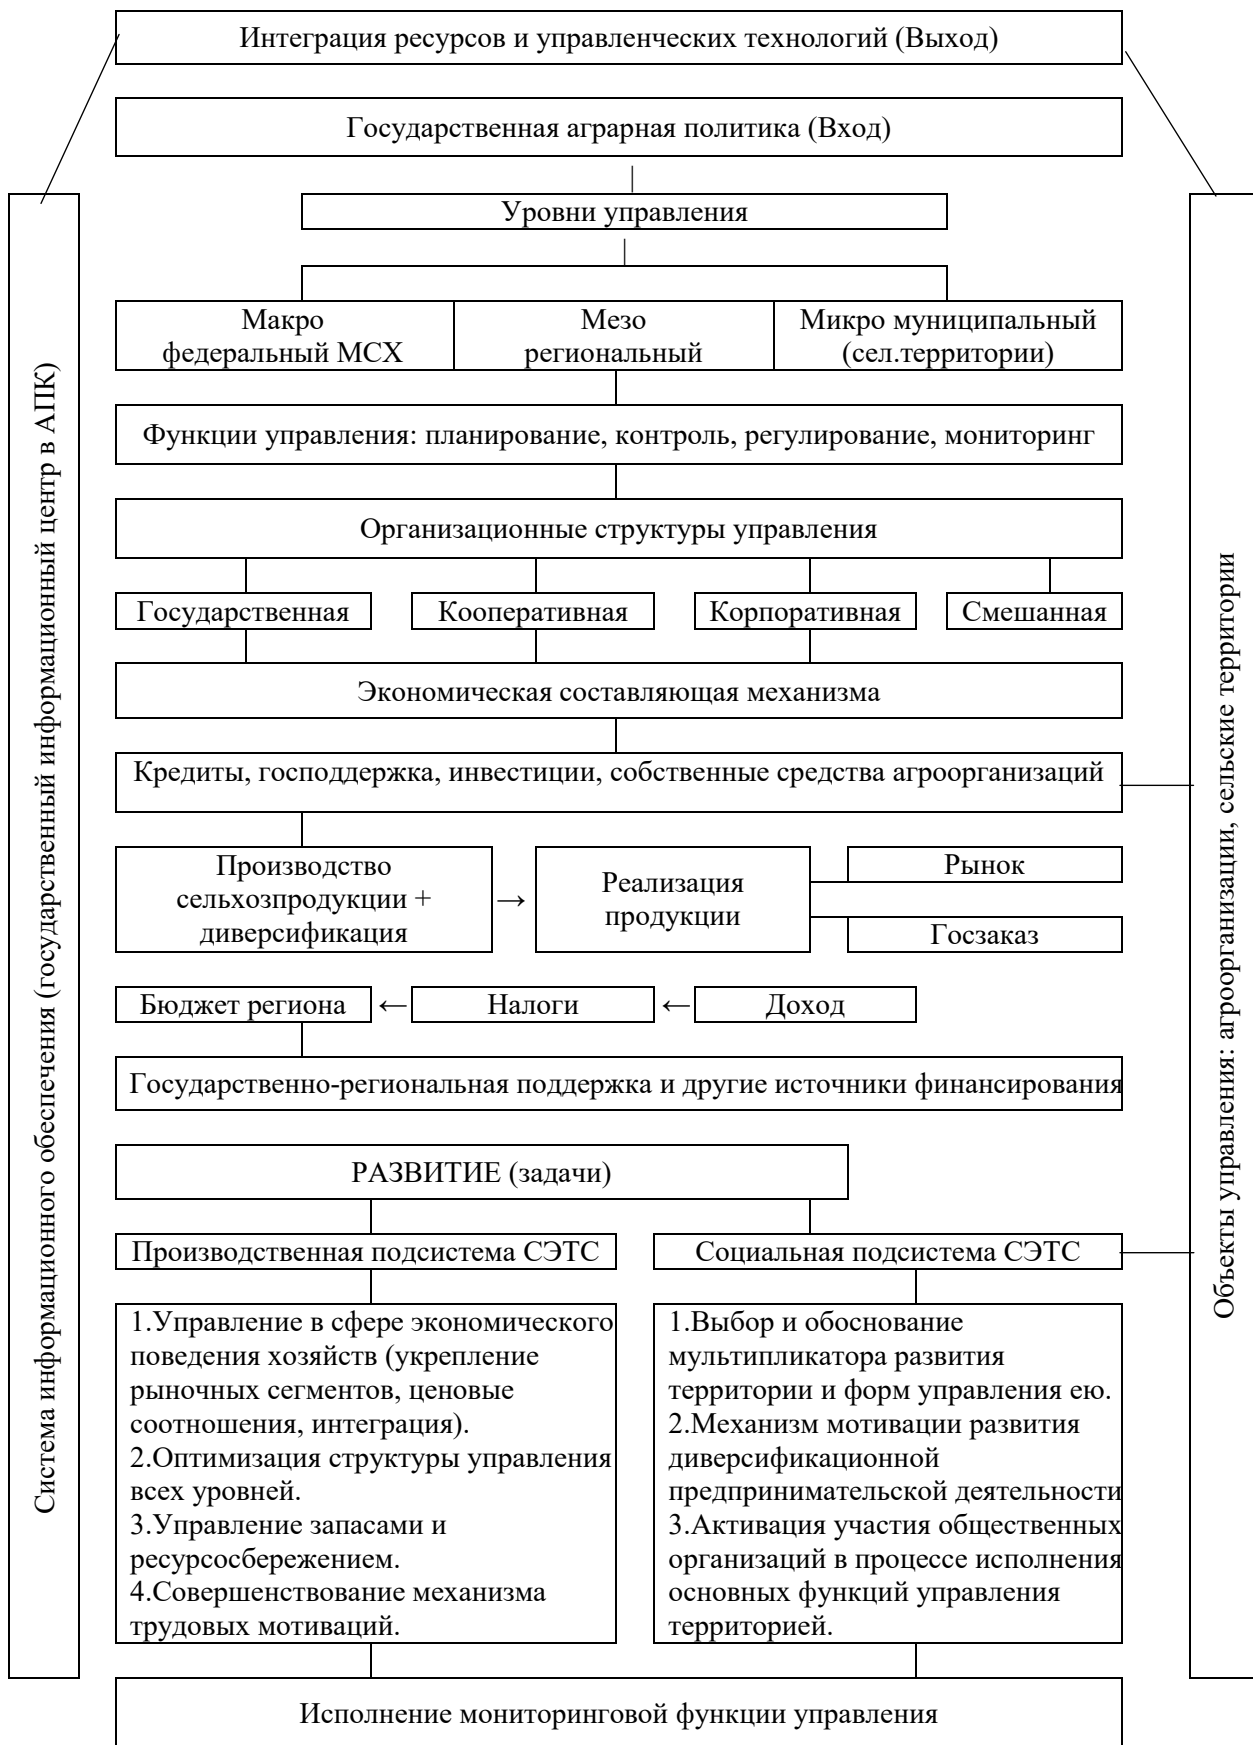 Интеграция ресурсов и управленческих технологий (Выход)
Государственная аграрная политика (Вход)
Уровни управления
Макро
федеральный МСХ
Мезо
региональный
Микро муниципальный
(сел.территории)
Функции управления: планирование, контроль, регулирование, мониторинг
Организационные структуры управления
Государственная
Кооперативная
Корпоративная
Смешанная
Экономическая составляющая механизма
Кредиты, господдержка, инвестиции, собственные средства агроорганизаций
Производство
сельхозпродукции +
диверсификация
→
Реализация
продукции
Рынок
Госзаказ
Бюджет региона
←
Налоги
←
Доход
Государственно-региональная поддержка и другие источники финансирования
РАЗВИТИЕ (задачи)
Производственная подсистема СЭТС
Социальная подсистема СЭТС
1.Управление в сфере экономического
поведения хозяйств (укрепление
рыночных сегментов, ценовые
соотношения, интеграция).
2.Оптимизация структуры управления
всех уровней.
3.Управление запасами и
ресурсосбережением.
4.Совершенствование механизма
трудовых мотиваций.
1.Выбор и обоснование
мультипликатора развития
территории и форм управления ею.
2.Механизм мотивации развития
диверсификационной
предпринимательской деятельности
3.Активация участия общественных
организаций в процессе исполнения
основных функций управления
территорией.
Исполнение мониторинговой функции управления
Система информационного обеспечения (государственный информационный центр в АПК)
Объекты управления: агроорганизации, сельские территории